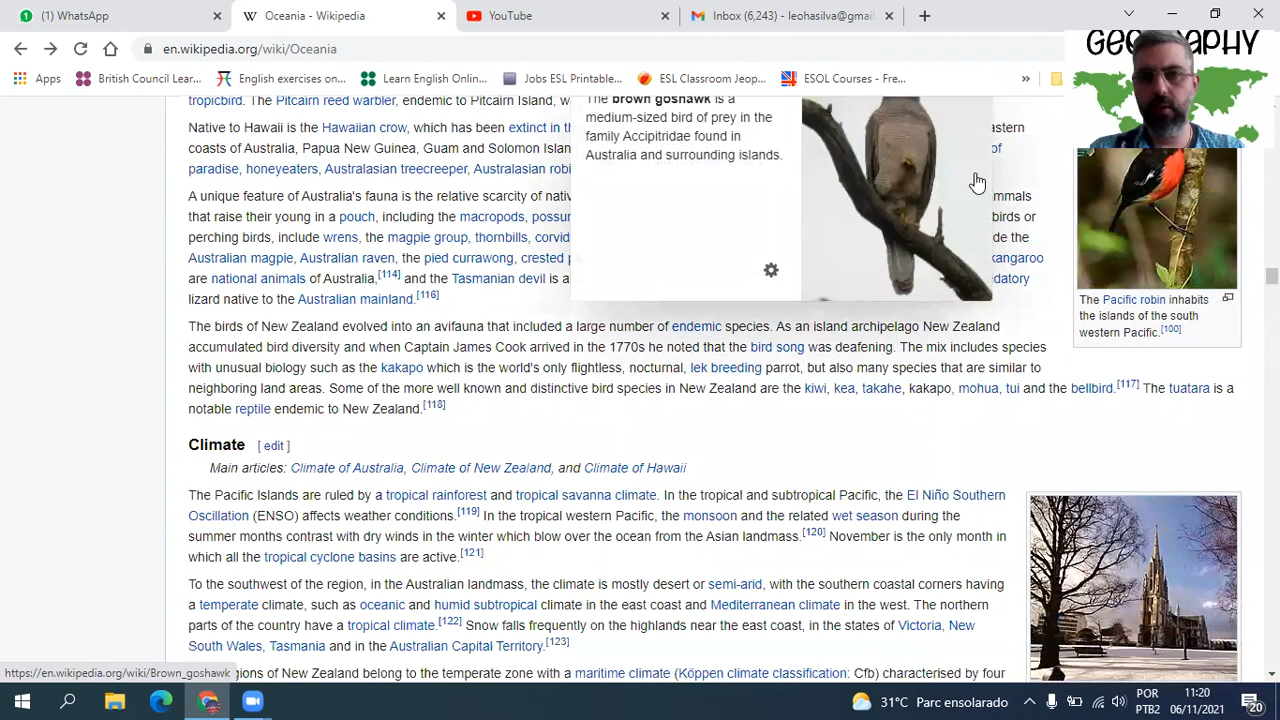 (1) WhatsApp
Oceania - Wikipedia
YouTube
Inbox (6,243) - leohasilva@gmail.
en.wikipedia.org/wiki/Oceania
Apps
British Council Lear...
English exercises on...
Learn English Online...
Jobs ESL Printable...
ESL Classroom Jeop...
ESOL Courses - Fre...
»
GEOGRAPHY
tropicbird. The Pitcairn reed warbler, endemic to Pitcairn Island, w
Native to Hawaii is the Hawaiian crow, which has been extinct in th
coasts of Australia, Papua New Guinea, Guam and Solomon Island
paradise, honeyeaters, Australasian treecreeper, Australasian robi
A unique feature of Australia's fauna is the relative scarcity of nativ
that raise their young in a pouch, including the macropods, possu
perching birds, include wrens, the magpie group, thornbills, corvid
Australian magpie, Australian raven, the pied currawong, crested p
are national animals of Australia,[114] and the Tasmanian devil is a
lizard native to the Australian mainland.[116]
The brown goshawk is a
medium-sized bird of prey in the
family Accipitridae found in
Australia and surrounding islands.
eastern
of
mmals
birds or
de the
kangaroo
datory
The Pacific robin inhabits
the islands of the south
western Pacific.[100]
The birds of New Zealand evolved into an avifauna that included a large number of endemic species. As an island archipelago New Zealand
accumulated bird diversity and when Captain James Cook arrived in the 1770s he noted that the bird song was deafening. The mix includes species
with unusual biology such as the kakapo which is the world's only flightless, nocturnal, lek breeding parrot, but also many species that are similar to
neighboring land areas. Some of the more well known and distinctive bird species in New Zealand are the kiwi, kea, takahe, kakapo, mohua, tui and the bellbird.[117] The tuatara is a
notable reptile endemic to New Zealand.[118]
Climate [ edit ]
Main articles: Climate of Australia, Climate of New Zealand, and Climate of Hawaii
The Pacific Islands are ruled by a tropical rainforest and tropical savanna climate. In the tropical and subtropical Pacific, the El Niño Southern
Oscillation (ENSO) affects weather conditions.[119] In the tropical western Pacific, the monsoon and the related wet season during the
summer months contrast with dry winds in the winter which blow over the ocean from the Asian landmass.[120] November is the only month in
which all the tropical cyclone basins are active.[121]
To the southwest of the region, in the Australian landmass, the climate is mostly desert or semi-arid, with the southern coastal corners having
a temperate climate, such as oceanic and humid subtropical climate in the east coast and Mediterranean climate in the west. The northern
parts of the country have a tropical climate.[122] Snow falls frequently on the highlands near the east coast, in the states of Victoria, New
South Wales, Tasmania and in the Australian Capital Territory.[123]
gions of New Zealand belong to the temperate zone with a maritime climate (Köppen climate classification: Cfb) characterised by four
https://en.wikipedia.org/wiki/Brown_goshawk
31°C Parc ensolarado
POR
PTB2
11:20
06/11/2021
20